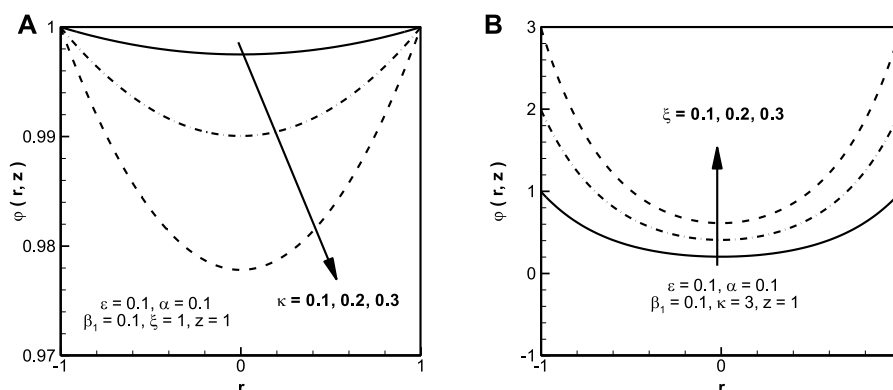 A
1
0.99
0.98
0.97
φ ( r, z )
-1
0
1
r
ε = 0.1, α = 0.1
β₁ = 0.1, ξ = 1, z = 1
κ = 0.1, 0.2, 0.3
B
3
2
1
0
-1
φ ( r, z )
-1
0
r
ξ = 0.1, 0.2, 0.3
ε = 0.1, α = 0.1
β₁ = 0.1, κ = 3, z = 1